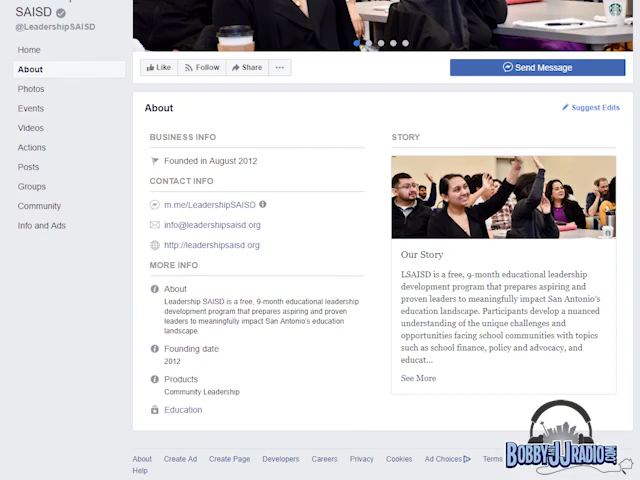 SAISD
@LeadershipSAISD
Home
About
Photos
Events
Videos
Actions
Posts
Groups
Community
Info and Ads
Like
Follow
Share
Send Message
About
Suggest Edits
BUSINESS INFO
Founded in August 2012
CONTACT INFO
m.me/LeadershipSAISD
info@leadershipsaisd.org
http://leadershipsaisd.org
MORE INFO
About
Leadership SAISD is a free, 9-month educational leadership
development program that prepares aspiring and proven
leaders to meaningfully impact San Antonio's education
landscape.
Founding date
2012
Products
Community Leadership
Education
STORY
Our Story
LSAISD is a free, 9-month educational leadership
development program that prepares aspiring and
proven leaders to meaningfully impact San Antonio's
education landscape. Participants develop a nuanced
understanding of the unique challenges and
opportunities facing school communities with topics
such as school finance, policy and advocacy, and
educat...
See More
About Create Ad Create Page Developers Careers Privacy Cookies Ad Choices Terms
Help
BOBBY JJRADIO.COM